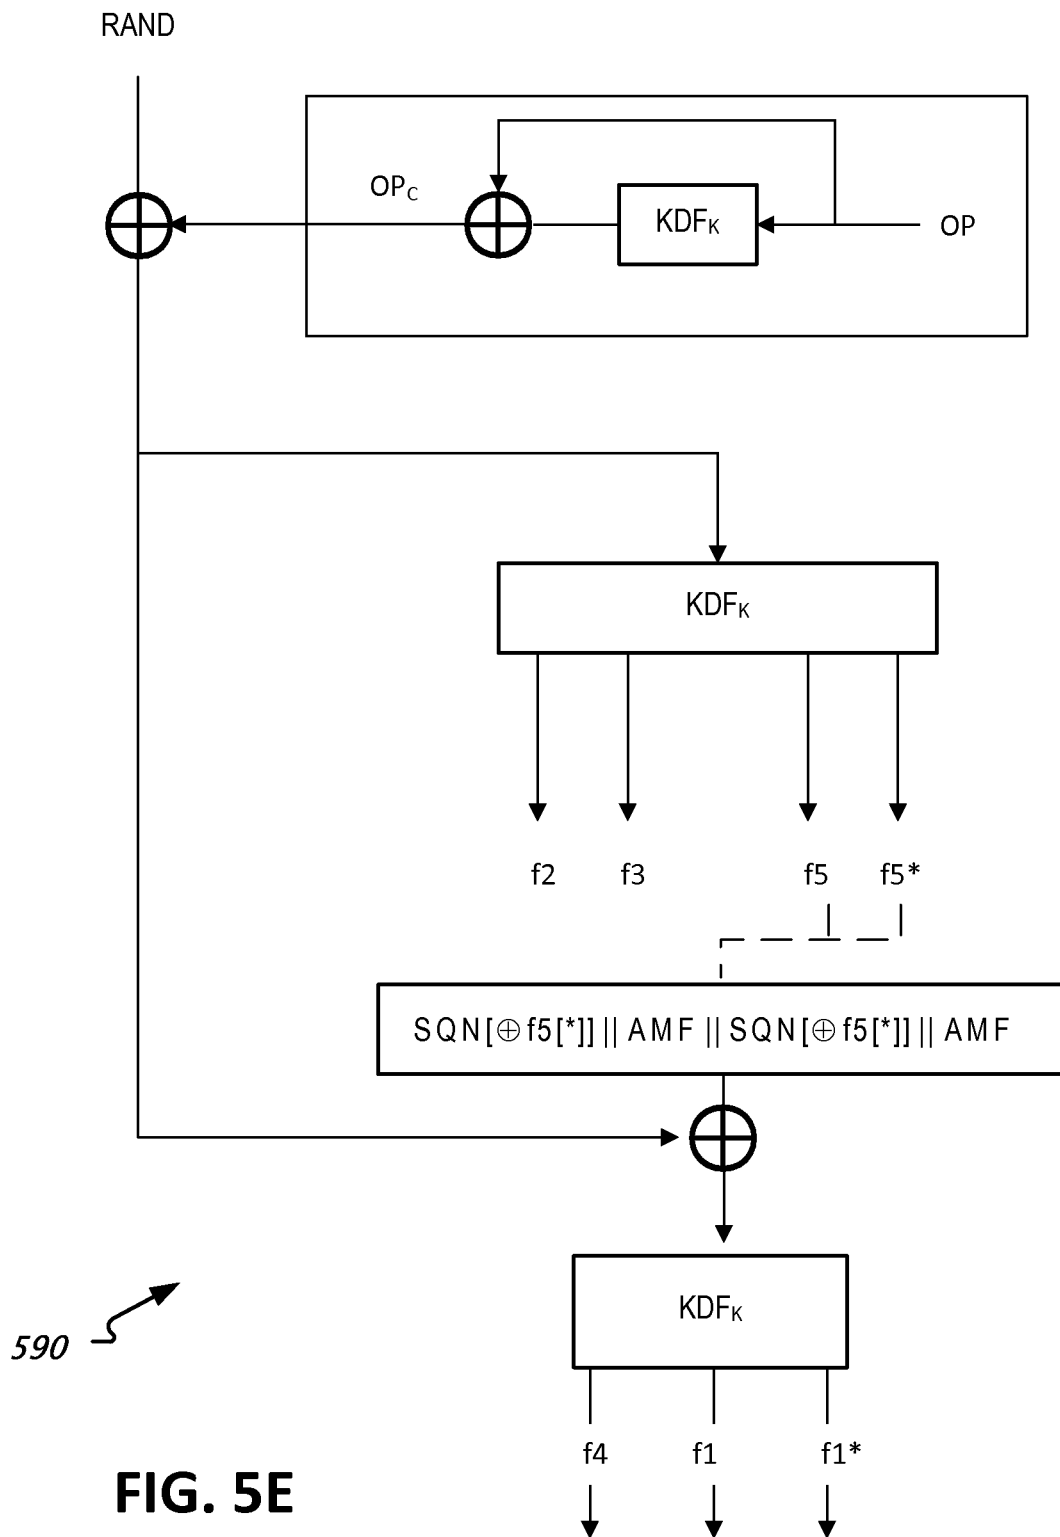 RAND
OPC
KDFK
OP
KDFK
f2 f3 f5 f5*
SQN[⊕f5[*]] || AMF || SQN[⊕f5[*]] || AMF
KDFK
590
f4 f1 f1*
FIG. 5E